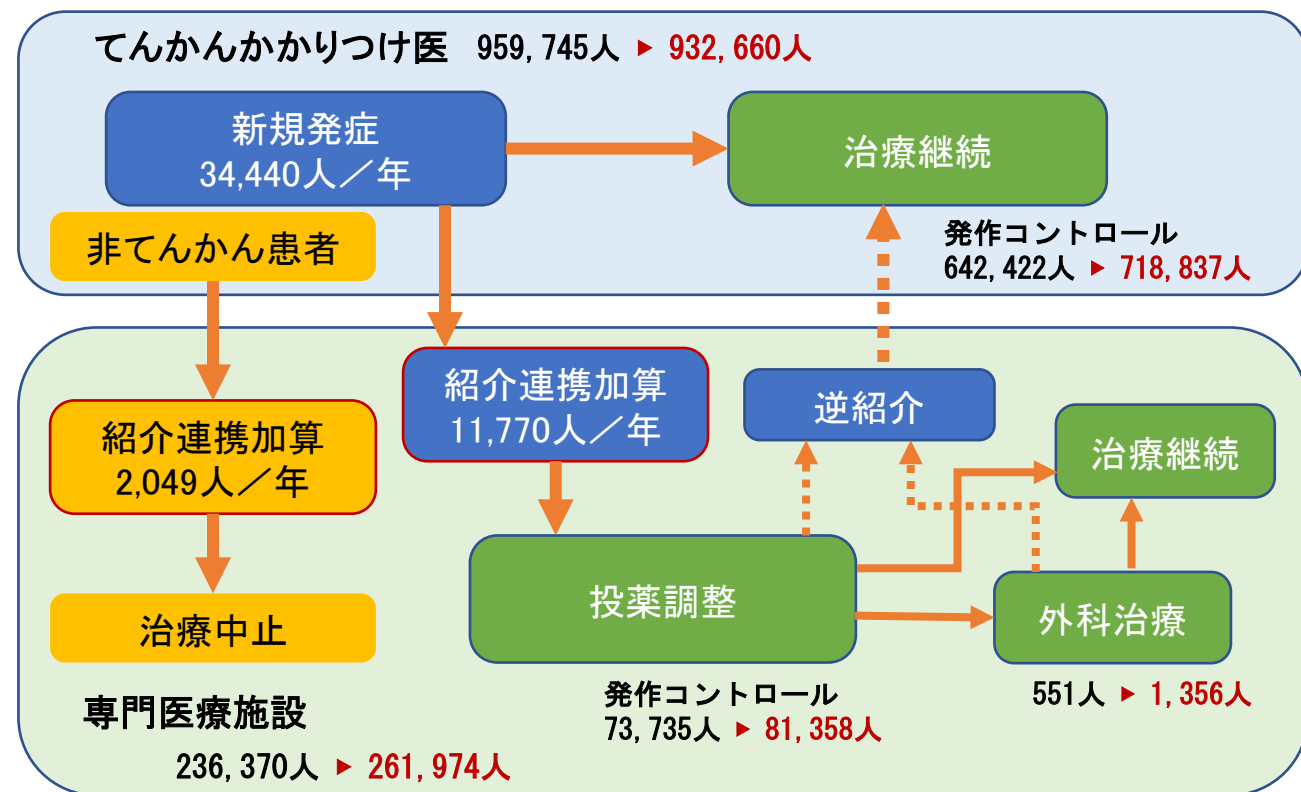 てんかんかかりつけ医 959,745人 ▶ 932,660人
新規発症
34,440人／年
治療継続
非てんかん患者
発作コントロール
642,422人 ▶ 718,837人
紹介連携加算
11,770人／年
逆紹介
紹介連携加算
2,049人／年
治療継続
投薬調整
外科治療
治療中止
発作コントロール
73,735人 ▶ 81,358人
551人 ▶ 1,356人
専門医療施設
236,370人 ▶ 261,974人